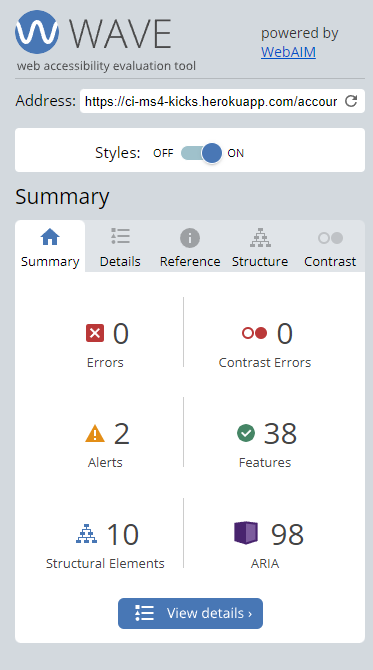 WAVE
web accessibility evaluation tool
powered by
WebAIM
Address: https://ci-ms4-kicks.herokuapp.com/accour
Styles: OFF ON
Summary
Summary Details Reference Structure Contrast
0 0
Errors Contrast Errors
2 38
Alerts Features
10 98
Structural Elements ARIA
View details ›